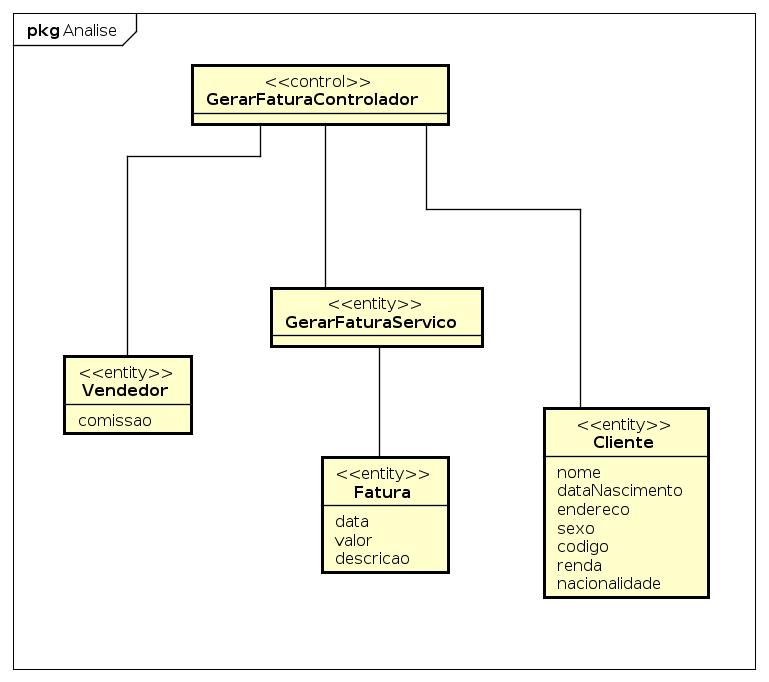 pkg Analise
<<control>>
GerarFaturaControlador
<<entity>>
GerarFaturaServico
<<entity>>
Vendedor
comissao
<<entity>>
Fatura
data
valor
descricao
<<entity>>
Cliente
nome
dataNascimento
endereco
sexo
codigo
renda
nacionalidade